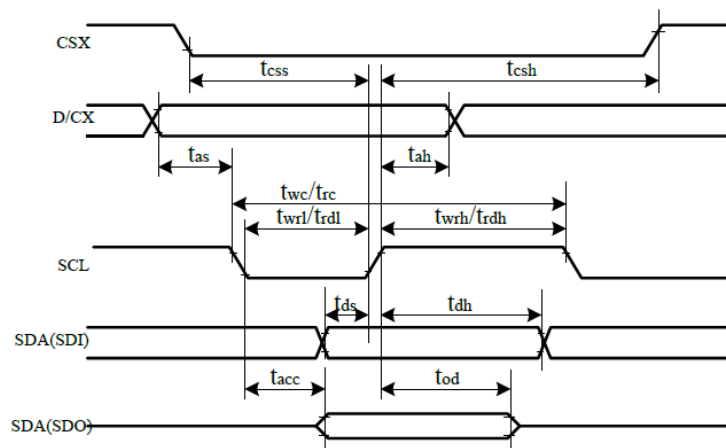 CSX
tcss tcsh
D/CX
tas tah
twc/trc
twrl/trdl twrh/trdh
SCL
tds tdh
SDA(SDI)
tacc tod
SDA(SDO)